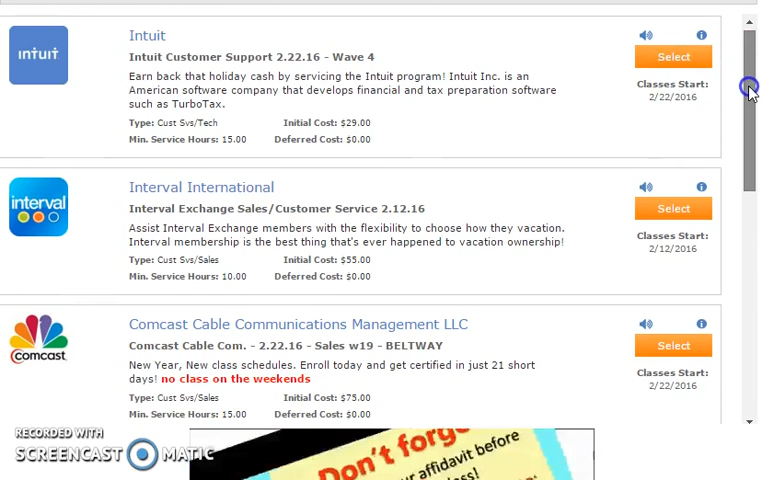 intuit
Intuit
Intuit Customer Support 2.22.16 - Wave 4
Earn back that holiday cash by servicing the Intuit program! Intuit Inc. is an
American software company that develops financial and tax preparation software
such as TurboTax.
Type: Cust Svs/Tech Initial Cost: $29.00
Min. Service Hours: 15.00 Deferred Cost: $0.00
Select
Classes Start:
2/22/2016
interval
Interval International
Interval Exchange Sales/Customer Service 2.12.16
Assist Interval Exchange members with the flexibility to choose how they vacation.
Interval membership is the best thing that's ever happened to vacation ownership!
Type: Cust Svs/Sales Initial Cost: $55.00
Min. Service Hours: 10.00 Deferred Cost: $0.00
Select
Classes Start:
2/12/2016
comcast
Comcast Cable Communications Management LLC
Comcast Cable Com. - 2.22.16 - Sales w19 - BELTWAY
New Year, New class schedules. Enroll today and get certified in just 21 short
days! no class on the weekends
Type: Cust Svs/Sales Initial Cost: $75.00
Min. Service Hours: 15.00 Deferred Cost: $0.00
Select
Classes Start:
2/22/2016
RECORDED WITH
SCREENCAST MATIC
Don't forg
ur affidavit before